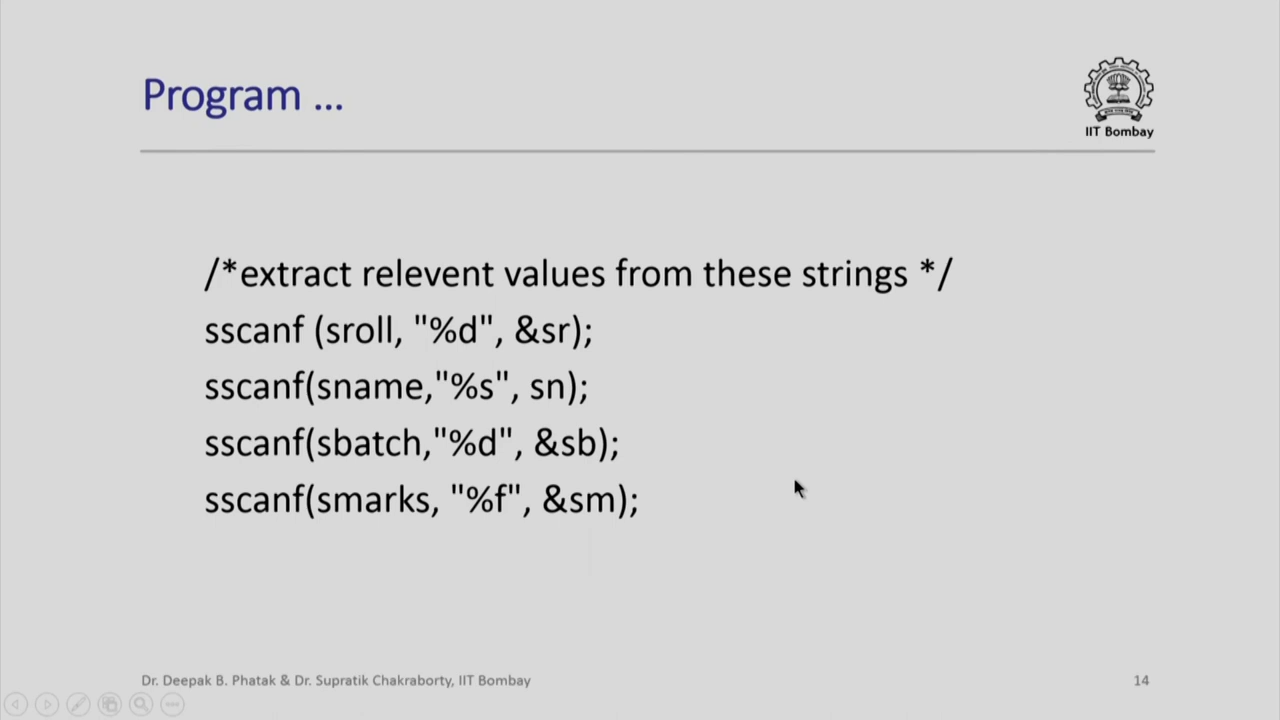 Program ...
IIT Bombay
/*extract relevent values from these strings */
sscanf (sroll, "%d", &sr);
sscanf(sname,"%s", sn);
sscanf(sbatch,"%d", &sb);
sscanf(smarks, "%f", &sm);
Dr. Deepak B. Phatak & Dr. Supratik Chakraborty, IIT Bombay
14